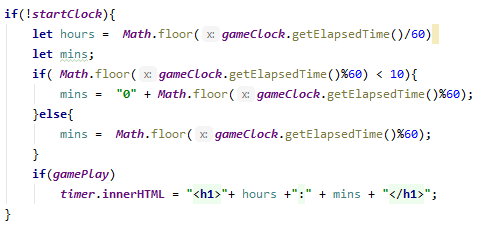 if(!startClock){
let hours = Math.floor( x: gameClock.getElapsedTime()/60)
let mins;
if( Math.floor( x: gameClock.getElapsedTime()%60) < 10){
mins = "0" + Math.floor( x: gameClock.getElapsedTime()%60);
}else{
mins = Math.floor( x: gameClock.getElapsedTime()%60);
}
if(gamePlay)
timer.innerHTML = "<h1>"+ hours +":" + mins + "</h1>";
}